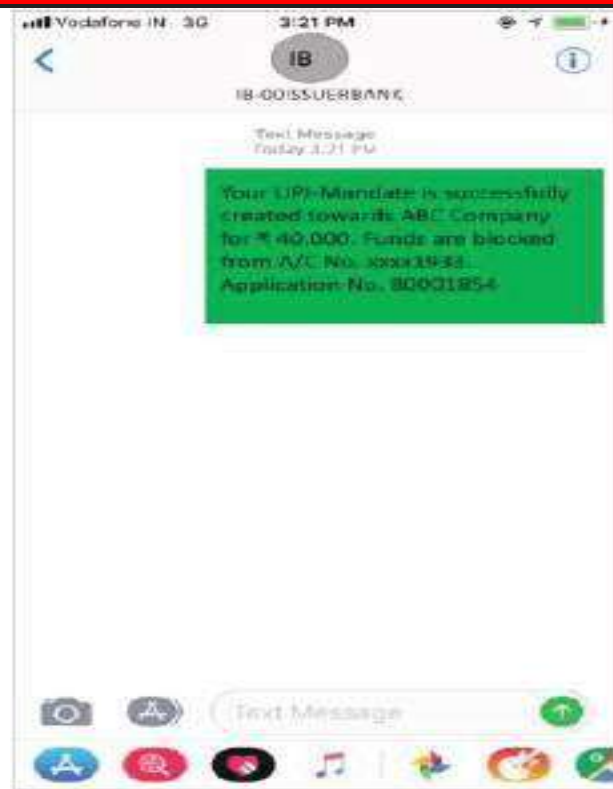 Vodafone IN 3G 3:21 PM
IB
IB-00ISSUERBANK
Text Message
Today 3:21 PM
Your UPI-Mandate is successfully
created towards ABC Company
for ₹ 40,000. Funds are blocked
from A/C No. xxxx1933.
Application No. 80001854
Text Message